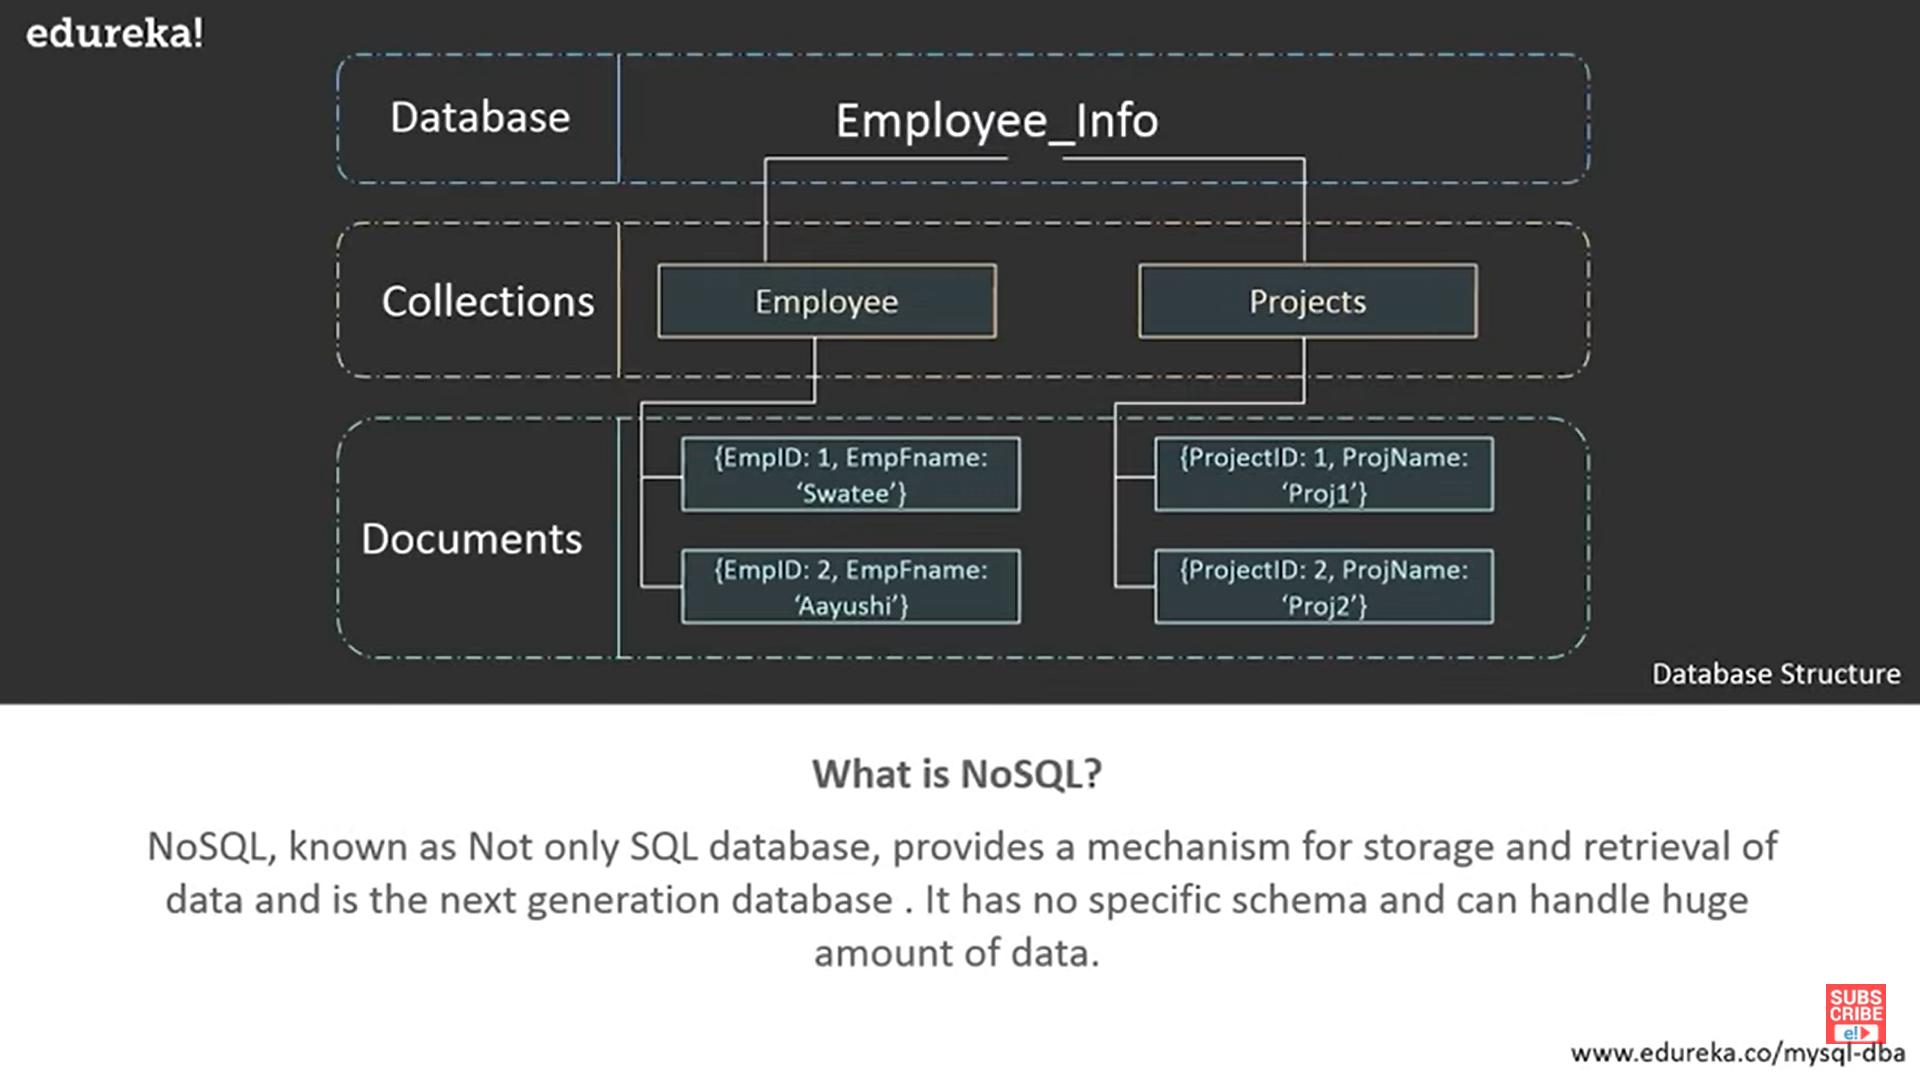 edureka!
Database
Employee_Info
Collections
Employee
Projects
Documents
{EmpID: 1, EmpFname:
‘Swatee’}
{ProjectID: 1, ProjName:
‘Proj1’}
{EmpID: 2, EmpFname:
‘Aayushi’}
{ProjectID: 2, ProjName:
‘Proj2’}
Database Structure
What is NoSQL?
NoSQL, known as Not only SQL database, provides a mechanism for storage and retrieval of
data and is the next generation database . It has no specific schema and can handle huge
amount of data.
SUBS
CRIBE
e!
www.edureka.co/mysql-dba